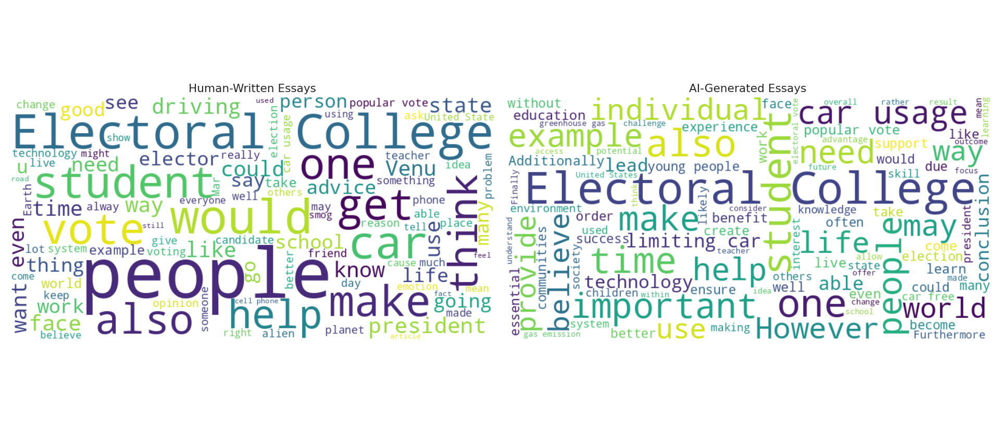 Human-Written Essays
change
good
see
driving
used
person
popular vote
state
using
ask
United State
Electoral College
show
election
car usage
technology
might
elector
really
teacher
live
u
need
could
one
Venu
idea
road
student
Mar
say
take
advice
something
problem
others
everyone
well
Earth
time
alway
way
would
may
smog
get
phone
able
think
many
reason
tell
place
vote
still
even
give
candidate
school
car
use
lot
system
example
voting
like
friend
feel
thing
people
go
better
know
cause
much
life
come
world
day
emotion
mean
want
keep
work
opinion
someone
cell phone
make
fact
going
also
help
made
face
believe
right
alien
planet
president
article
AI-Generated Essays
without
individual
face
electoral vote
car usage
overall
rather
result
mean
learning
education
greenhouse gas
challenge
experience
popular vote
like
example
also
student
work
advantage
support
outcome
access
potential
need
way
Additionally
lead
young people
would
future
due
focus
skill
Finally
United States
think
Electoral College
likely
environment
order
consider
benefit
knowledge
take
conclusion
president
make
often
understand
provide
believe
communities
society
used
create
interest
life
people
may
success
limiting car
teacher
come
time
allow
election
live
state
essential
help
offer
learn
technology
others
made
children
within
ensure
idea
well
able
could
many
even
car free
important
one
change
world
school
system
better
use
making
However
become
gas emission
Furthermore